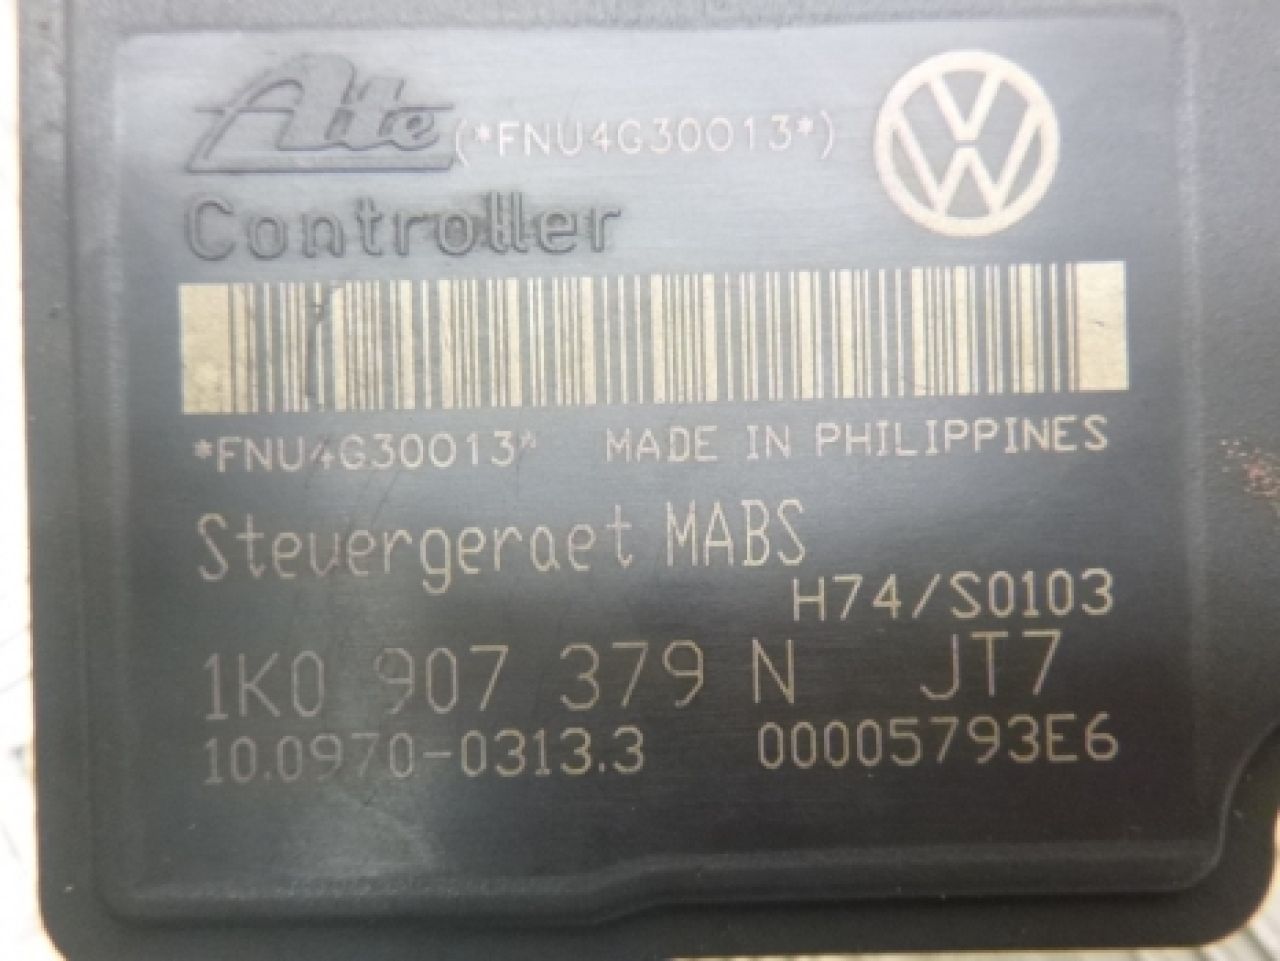 Ate (*FNU4G30013*)
Controller
*FNU4G30013* MADE IN PHILIPPINES
Steuergeraet MABS
H74/S0103
1K0 907 379 N JT7
10.0970-0313.3 00005793E6